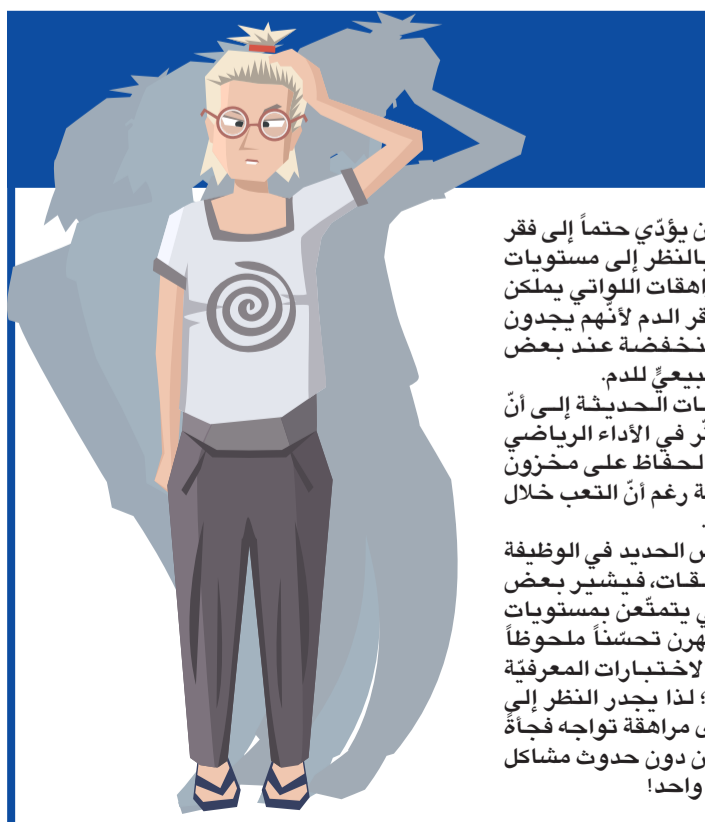 ن يؤدّي حتماً إلى فقر
بالنظر إلى مستويات
راهقات اللواتي يملكن
قر الدم لأنّهم يجدون
نخفضة عند بعض
بيعيٍّ للدم.
ات الحديثة إلى أنّ
ّر في الأداء الرياضي
لحفاظ على مخزون
ة رغم أنّ التعب خلال
.
ص الحديد في الوظيفة
قات، فيشير بعض
ي يتمتّعن بمستويات
هرن تحسّناً ملحوظاً
لاختبارات المعرفيّة
؛ لذا يجدر النظر إلى
ى مراهقة تواجه فجأةً
ن دون حدوث مشاكل
واحد!